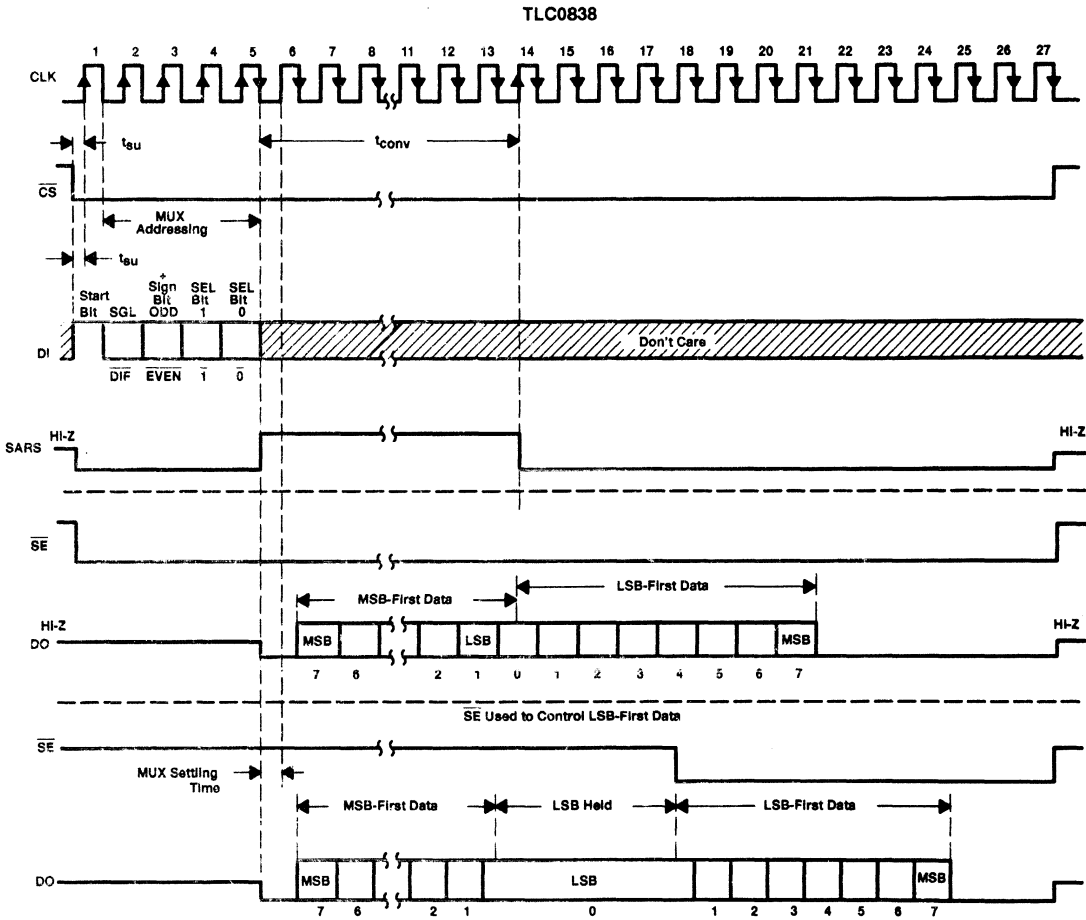 TLC0838
1 2 3 4 5 6 7 8 11 12 13 14 15 16 17 18 19 20 21 22 23 24 25 26 27
CLK
tsu
tconv
CS
MUX
Addressing
tsu
Start
Bit
SGL
+
Sign
Bit
ODD
SEL
Bit
1
SEL
Bit
0
DI
Don't Care
DIF EVEN 1 0
HI-Z
HI-Z
SARS
SE
MSB-First Data
LSB-First Data
HI-Z
HI-Z
DO
MSB LSB MSB
7 6 2 1 0 1 2 3 4 5 6 7
SE Used to Control LSB-First Data
SE
MUX Settling
Time
MSB-First Data
LSB Held
LSB-First Data
DO
MSB LSB MSB
7 6 2 1 0 1 2 3 4 5 6 7